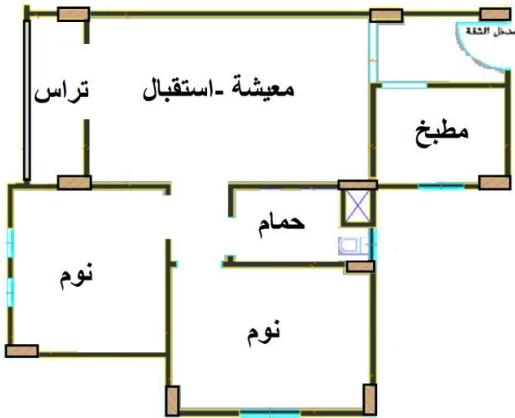 مدخل الشقة
معيشة -استقبال
تراس
مطبخ
حمام
نوم
نوم